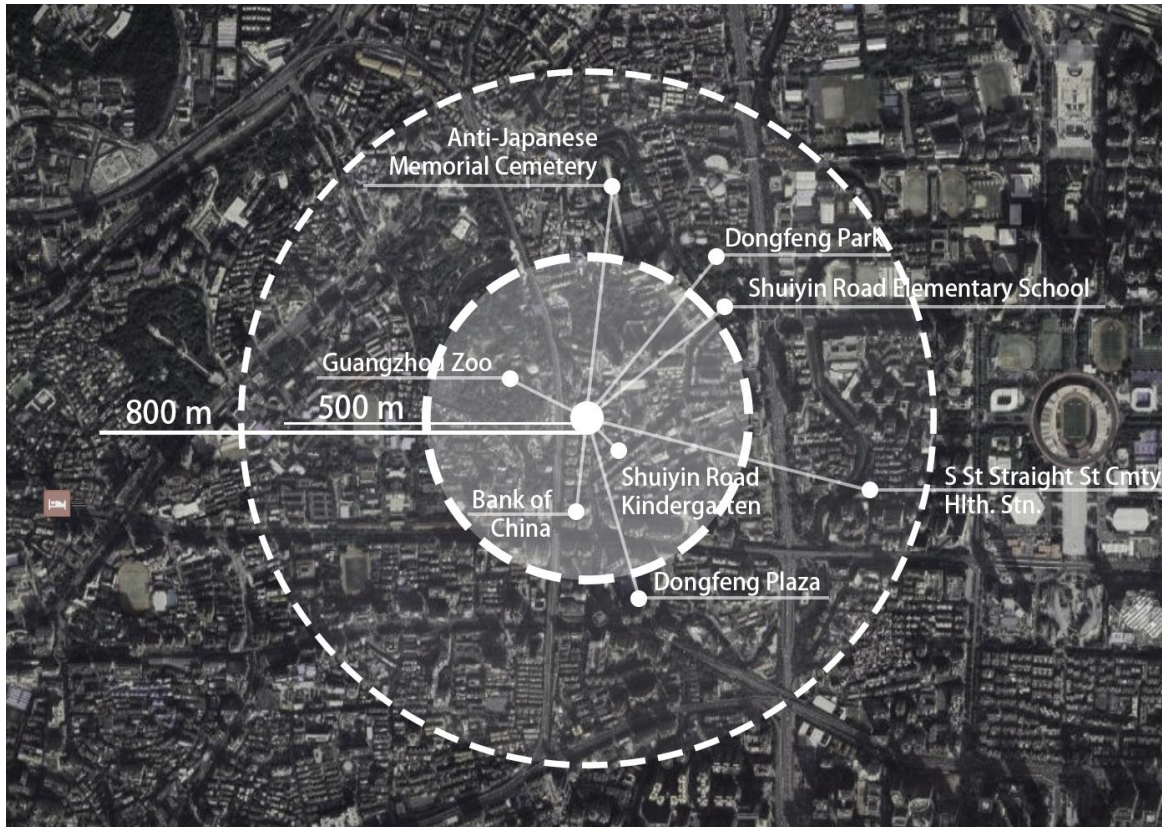 Anti-Japanese
Memorial Cemetery
Dongfeng Park
Shuiyin Road Elementary School
Guangzhou Zoo
800 m
500 m
Shuiyin Road
Kindergarten
S St Straight St Cmty
Hlth. Stn.
Bank of
China
Dongfeng Plaza